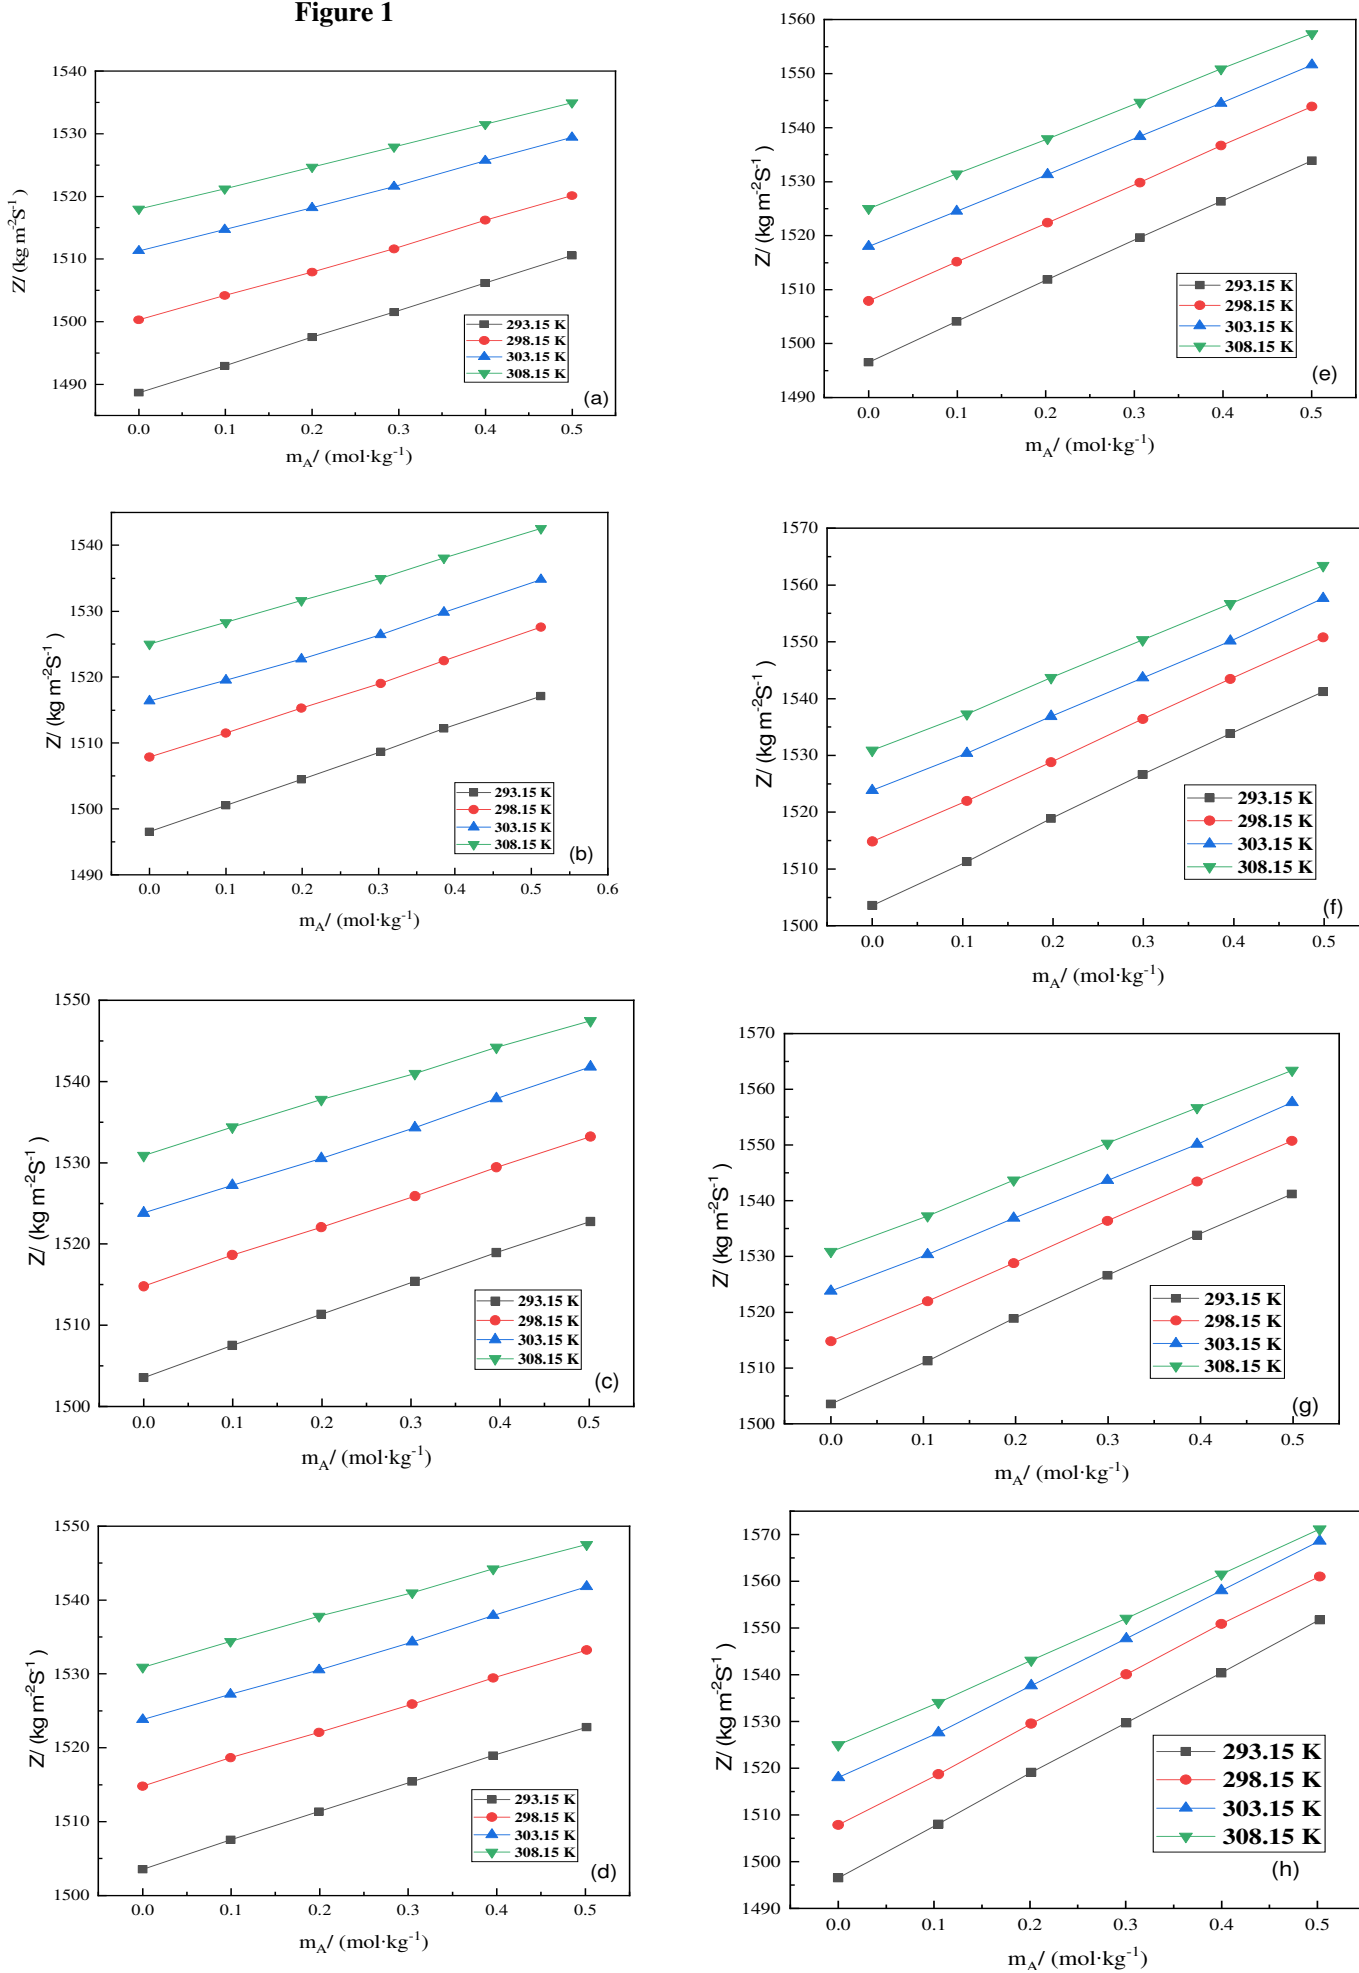 Figure 1
1540
1530
1520
1510
1500
1490
Z/ (kg m-2S-1 )
293.15 K
298.15 K
303.15 K
308.15 K
(a)
0.0 0.1 0.2 0.3 0.4 0.5
mA/ (mol·kg-1)
1540
1530
1520
1510
1500
1490
Z/ (kg m-2S-1 )
293.15 K
298.15 K
303.15 K
308.15 K
(b)
0.0 0.1 0.2 0.3 0.4 0.5 0.6
mA/ (mol·kg-1)
1550
1540
1530
1520
1510
1500
Z/ (kg m-2S-1 )
293.15 K
298.15 K
303.15 K
308.15 K
(c)
0.0 0.1 0.2 0.3 0.4 0.5
mA/ (mol·kg-1)
1550
1540
1530
1520
1510
1500
Z/ (kg m-2S-1 )
293.15 K
298.15 K
303.15 K
308.15 K
(d)
0.0 0.1 0.2 0.3 0.4 0.5
mA/ (mol·kg-1)
1560
1550
1540
1530
1520
1510
1500
1490
Z/ (kg m-2S-1 )
293.15 K
298.15 K
303.15 K
308.15 K
(e)
0.0 0.1 0.2 0.3 0.4 0.5
mA/ (mol·kg-1)
1570
1560
1550
1540
1530
1520
1510
1500
Z/ (kg m-2S-1 )
293.15 K
298.15 K
303.15 K
308.15 K
(f)
0.0 0.1 0.2 0.3 0.4 0.5
mA/ (mol·kg-1)
1570
1560
1550
1540
1530
1520
1510
1500
Z/ (kg m-2S-1 )
293.15 K
298.15 K
303.15 K
308.15 K
(g)
0.0 0.1 0.2 0.3 0.4 0.5
mA/ (mol·kg-1)
1570
1560
1550
1540
1530
1520
1510
1500
1490
Z/ (kg m-2S-1 )
293.15 K
298.15 K
303.15 K
308.15 K
(h)
0.0 0.1 0.2 0.3 0.4 0.5
mA/ (mol·kg-1)